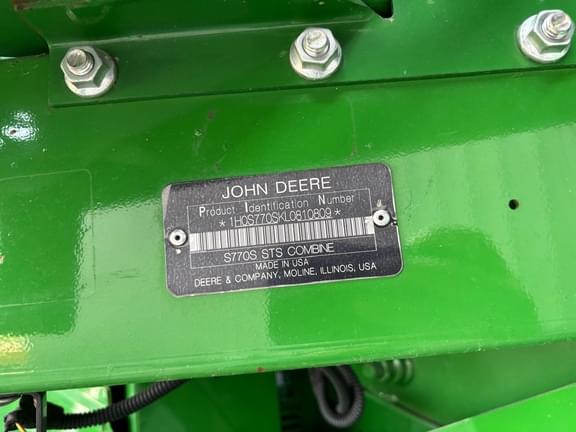 JOHN DEERE
Product Identification Number
*1H0S770SKL0810809*
S770S STS COMBINE
MADE IN USA
DEERE & COMPANY, MOLINE, ILLINOIS, USA